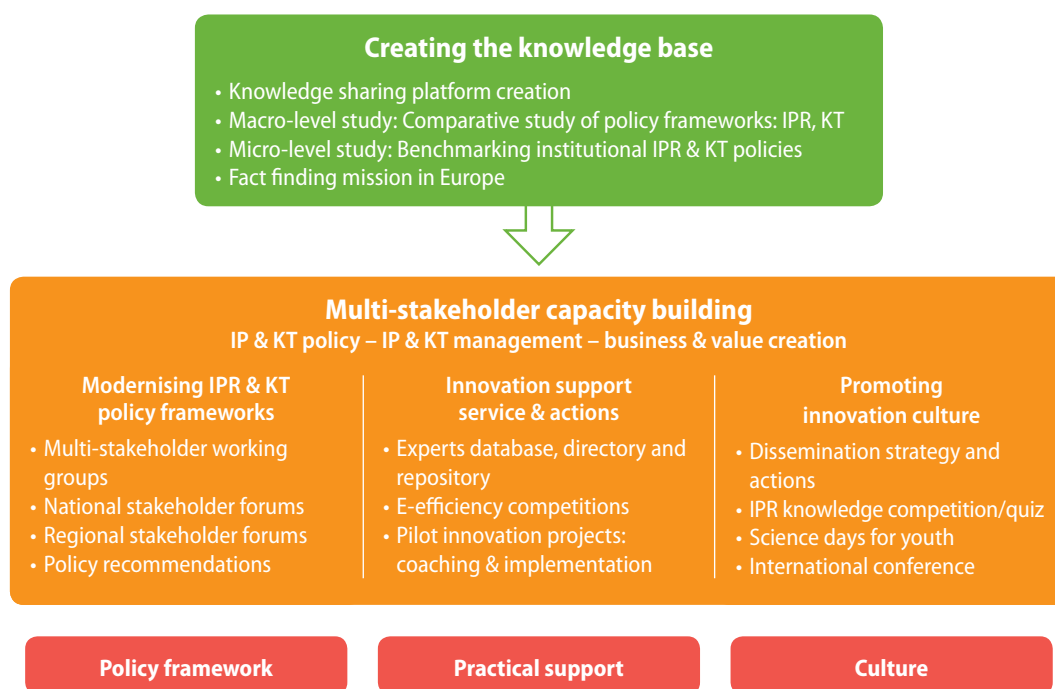 Creating the knowledge base
• Knowledge sharing platform creation
• Macro-level study: Comparative study of policy frameworks: IPR, KT
• Micro-level study: Benchmarking institutional IPR & KT policies
• Fact finding mission in Europe
Multi-stakeholder capacity building
IP & KT policy – IP & KT management – business & value creation
Modernising IPR & KT
policy frameworks
• Multi-stakeholder working
groups
• National stakeholder forums
• Regional stakeholder forums
• Policy recommendations
Innovation support
service & actions
• Experts database, directory and
repository
• E-efficiency competitions
• Pilot innovation projects:
coaching & implementation
Promoting
innovation culture
• Dissemination strategy and
actions
• IPR knowledge competition/quiz
• Science days for youth
• International conference
Policy framework
Practical support
Culture